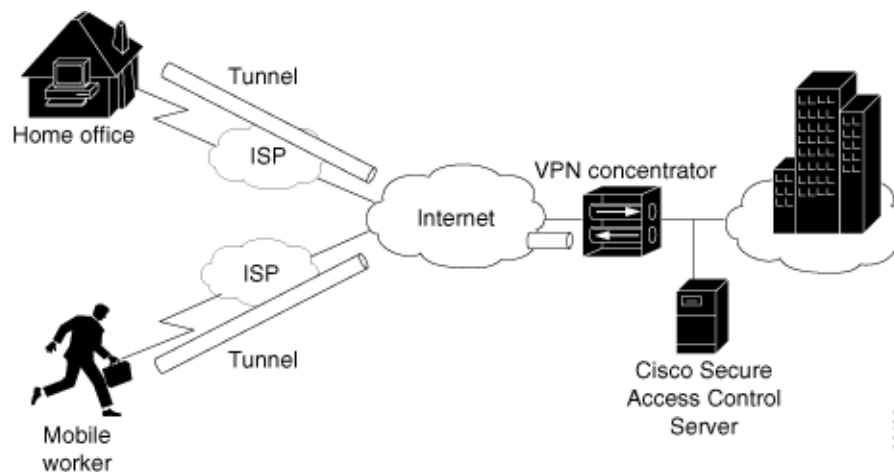 Tunnel
Home office
ISP
VPN concentrator
Internet
ISP
Tunnel
Mobile
worker
Cisco Secure
Access Control
Server